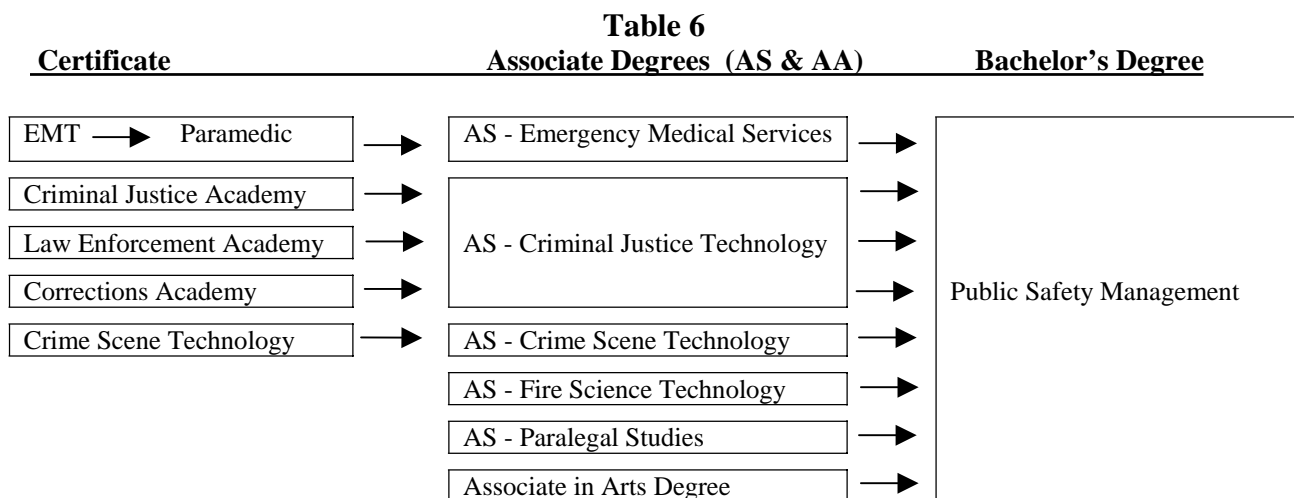 Table 6
Certificate Associate Degrees (AS & AA) Bachelor's Degree
EMT Paramedic AS - Emergency Medical Services
Criminal Justice Academy
Law Enforcement Academy AS - Criminal Justice Technology
Corrections Academy Public Safety Management
Crime Scene Technology AS - Crime Scene Technology
AS - Fire Science Technology
AS - Paralegal Studies
Associate in Arts Degree